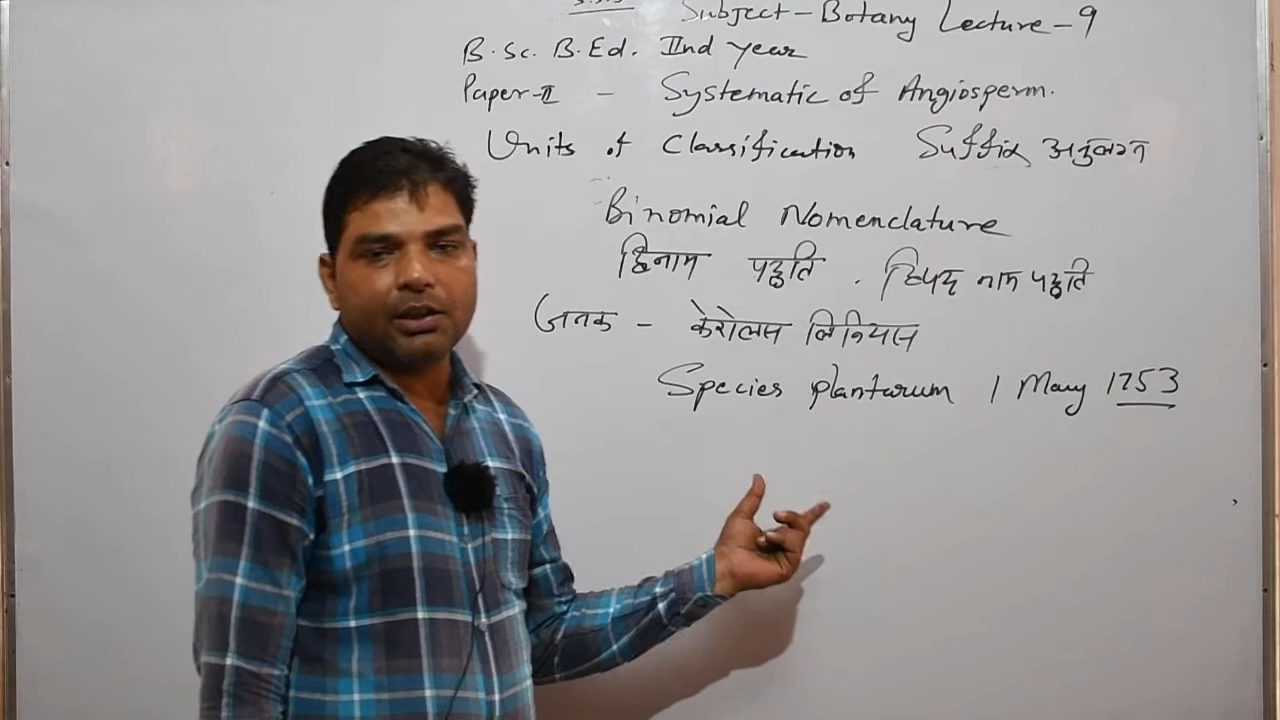 Subject - Botany Lecture - 9
B.Sc. B.Ed. IInd year
Paper-II - Systematic of Angiosperm.
Units of Classification Suffix अनुलग्न
Binomial Nomenclature
द्विनाम पद्धति . द्विपद नाम पद्धति
जनक - केरोलस लिनियास
Species plantarum 1 May 1753